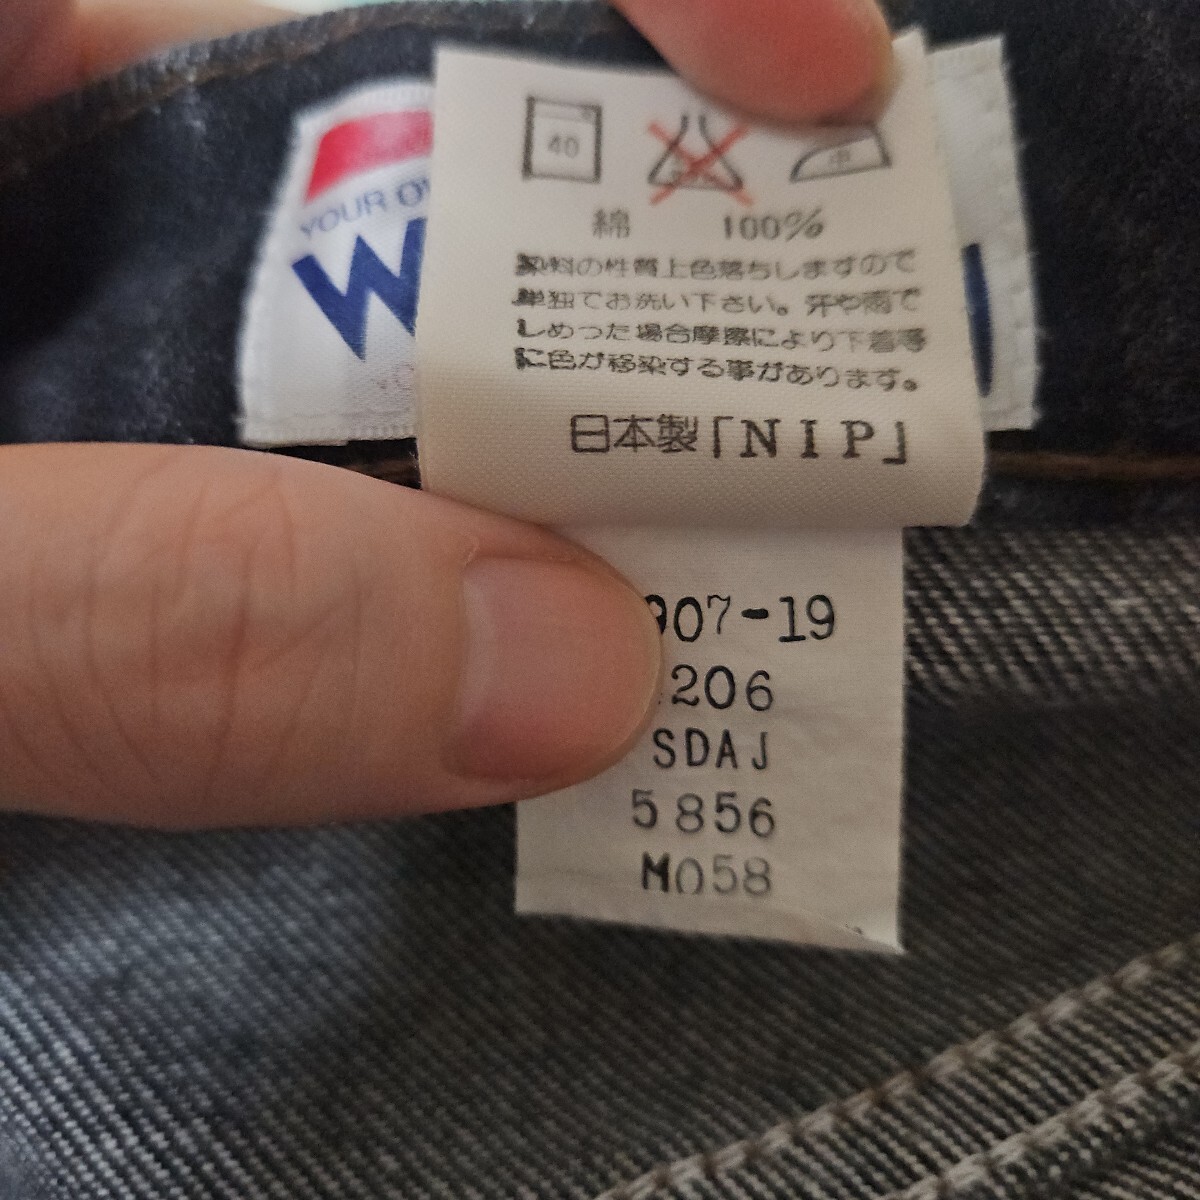 40
中
綿 100%
染料の性質上色落ちしますので
単独でお洗い下さい。汗や雨で
しめった場合摩擦により下着等
に色が移染する事があります。
日本製「NIP」
YOUR
W
907-19
206
SDAJ
5856
M058